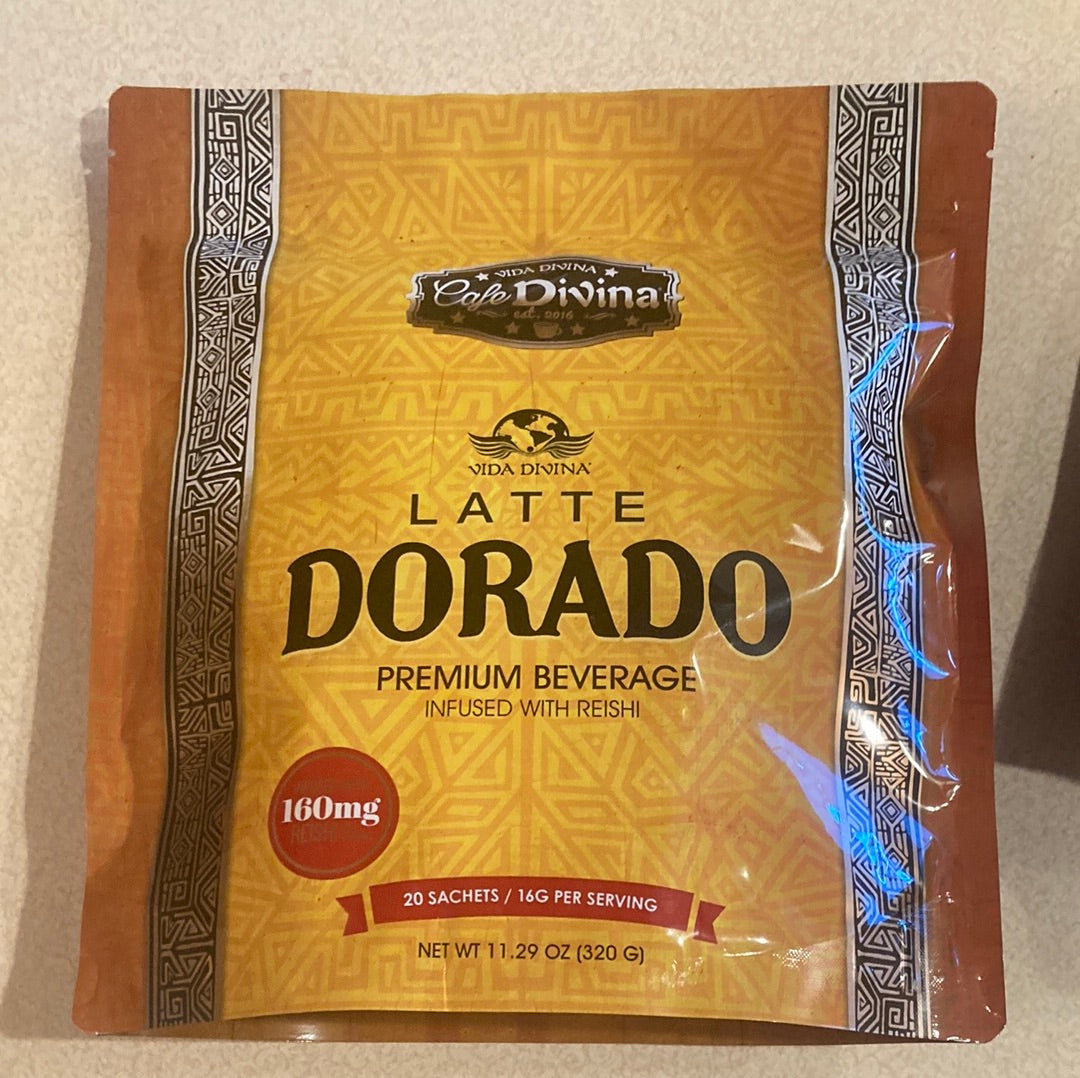 VIDA DIVINA
Cafe Divina
est. 2016
VIDA DIVINA
LATTE
DORADO
PREMIUM BEVERAGE
INFUSED WITH REISHI
160mg
REISHI
20 SACHETS / 16G PER SERVING
NET WT 11.29 OZ (320 G)